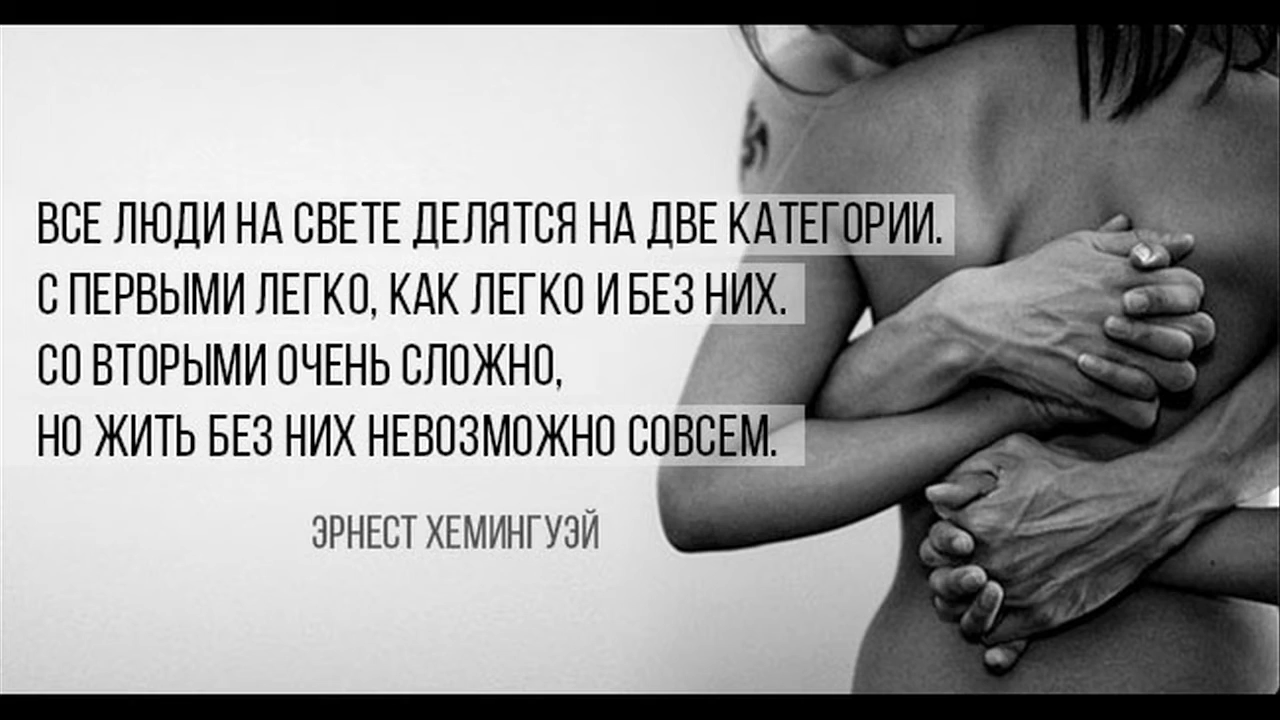 ВСЕ ЛЮДИ НА СВЕТЕ ДЕЛЯТСЯ НА ДВЕ КАТЕГОРИИ.
С ПЕРВЫМИ ЛЕГКО, КАК ЛЕГКО И БЕЗ НИХ.
СО ВТОРЫМИ ОЧЕНЬ СЛОЖНО,
НО ЖИТЬ БЕЗ НИХ НЕВОЗМОЖНО СОВСЕМ.
ЭРНЕСТ ХЕМИНГУЭЙ